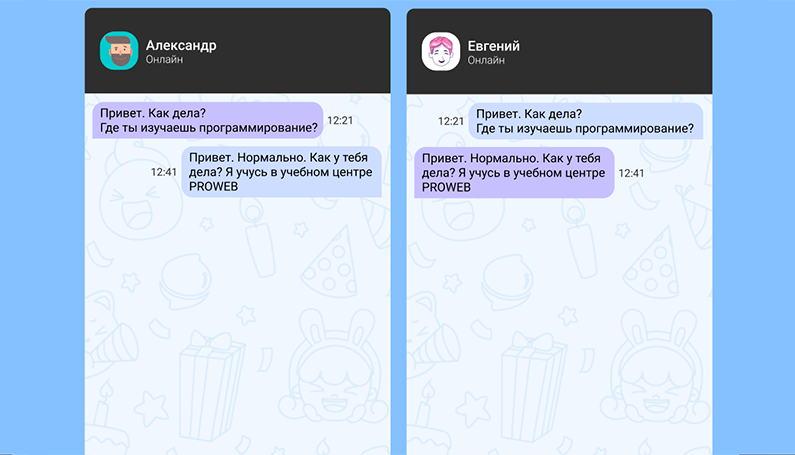 Александр
Онлайн
Привет. Как дела?
Где ты изучаешь программирование?
12:21
Привет. Нормально. Как у тебя
дела? Я учусь в учебном центре
PROWEB
12:41
Евгений
Онлайн
12:21
Привет. Как дела?
Где ты изучаешь программирование?
Привет. Нормально. Как у тебя
дела? Я учусь в учебном центре
PROWEB
12:41